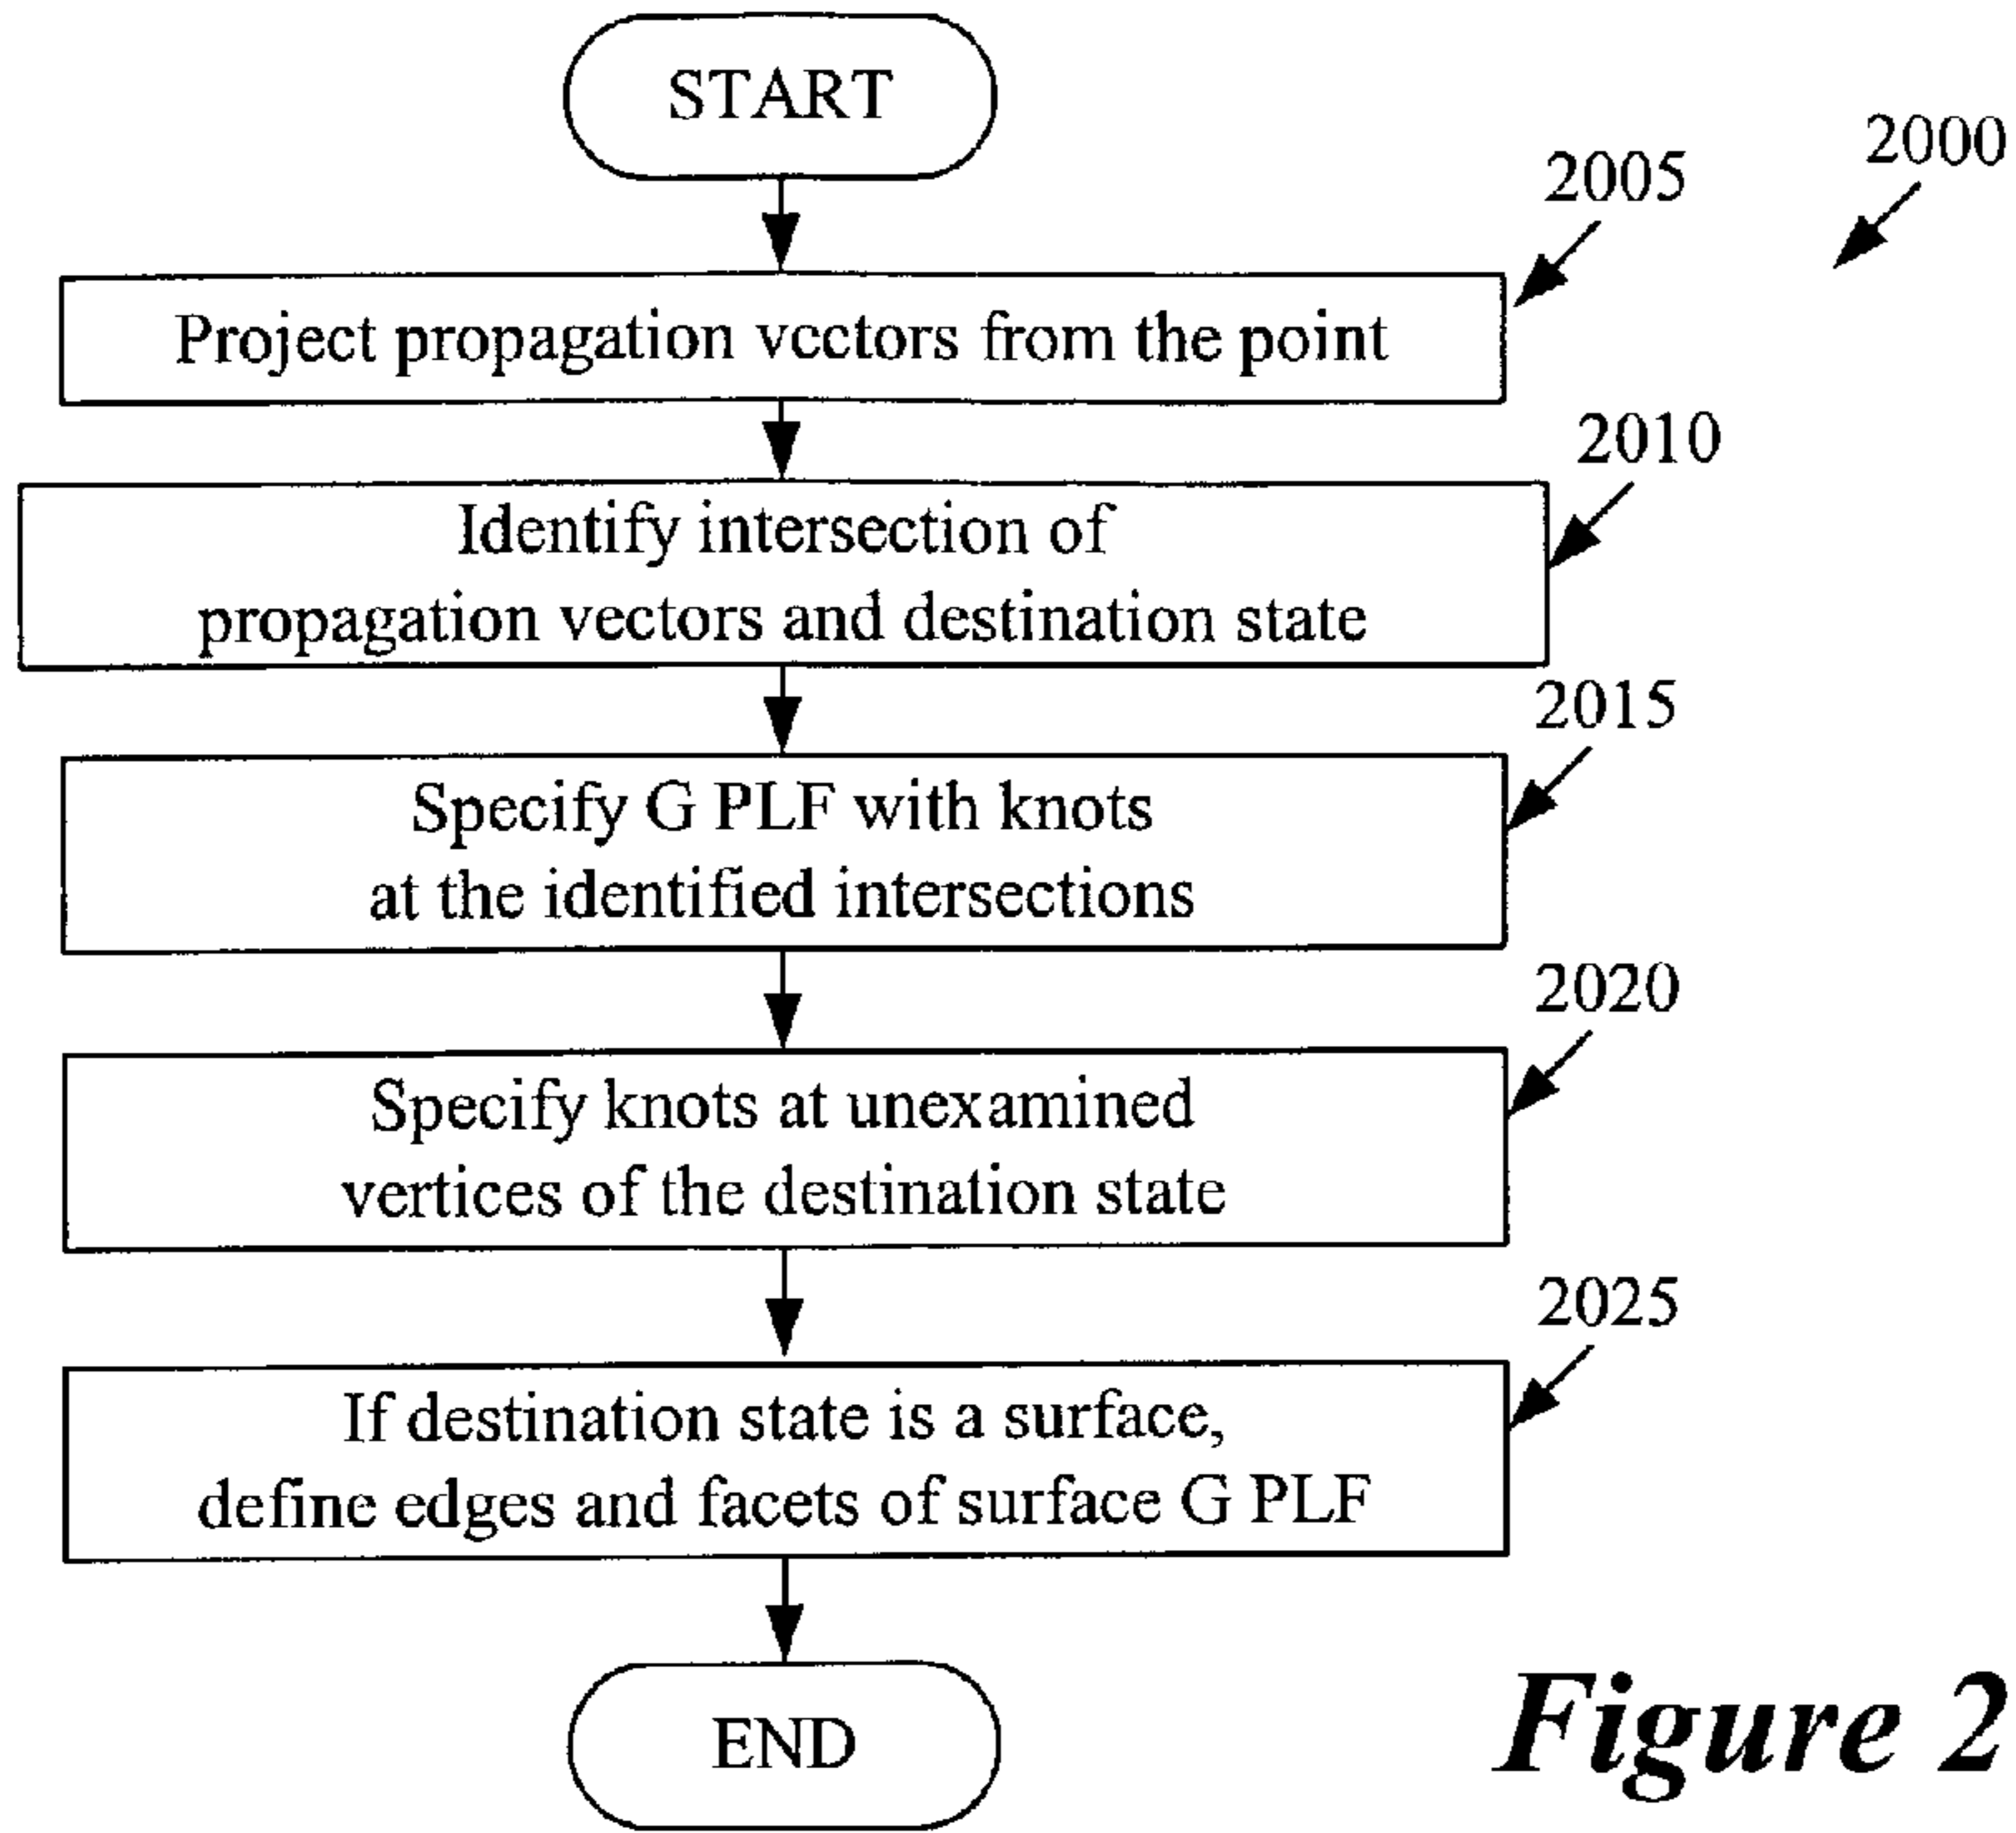 START
2000
2005
Project propagation vectors from the point
2010
Identify intersection of
propagation vectors and destination state
2015
Specify G PLF with knots
at the identified intersections
2020
Specify knots at unexamined
vertices of the destination state
2025
If destination state is a surface,
define edges and facets of surface G PLF
END
Figure 2